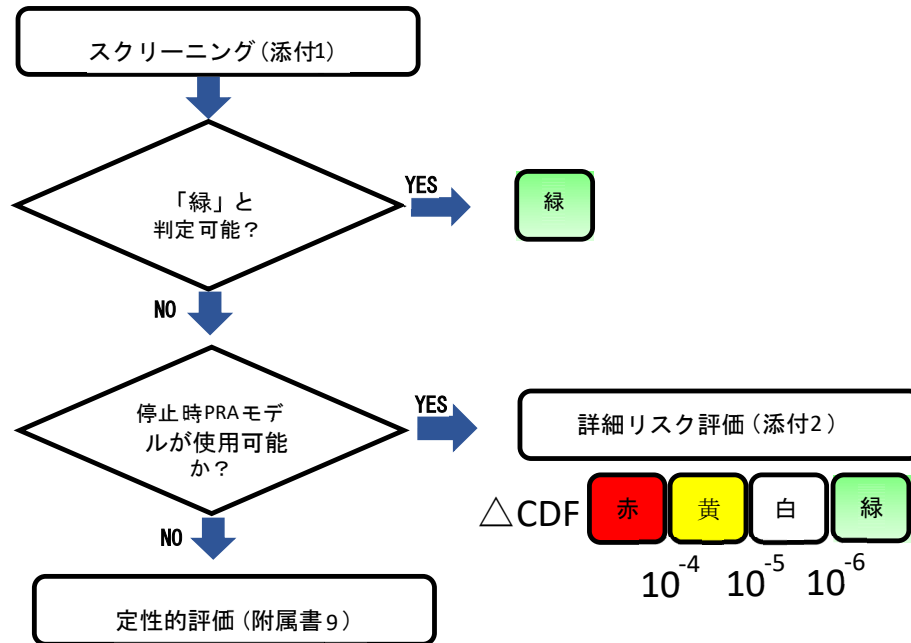 スクリーニング(添付1)
「緑」と
判定可能？
YES
緑
NO
停止時PRAモデ
ルが使用可能
か？
YES
詳細リスク評価(添付2)
△CDF 赤 黄 白 緑
10^-4 10^-5 10^-6
NO
定性的評価(附属書9)